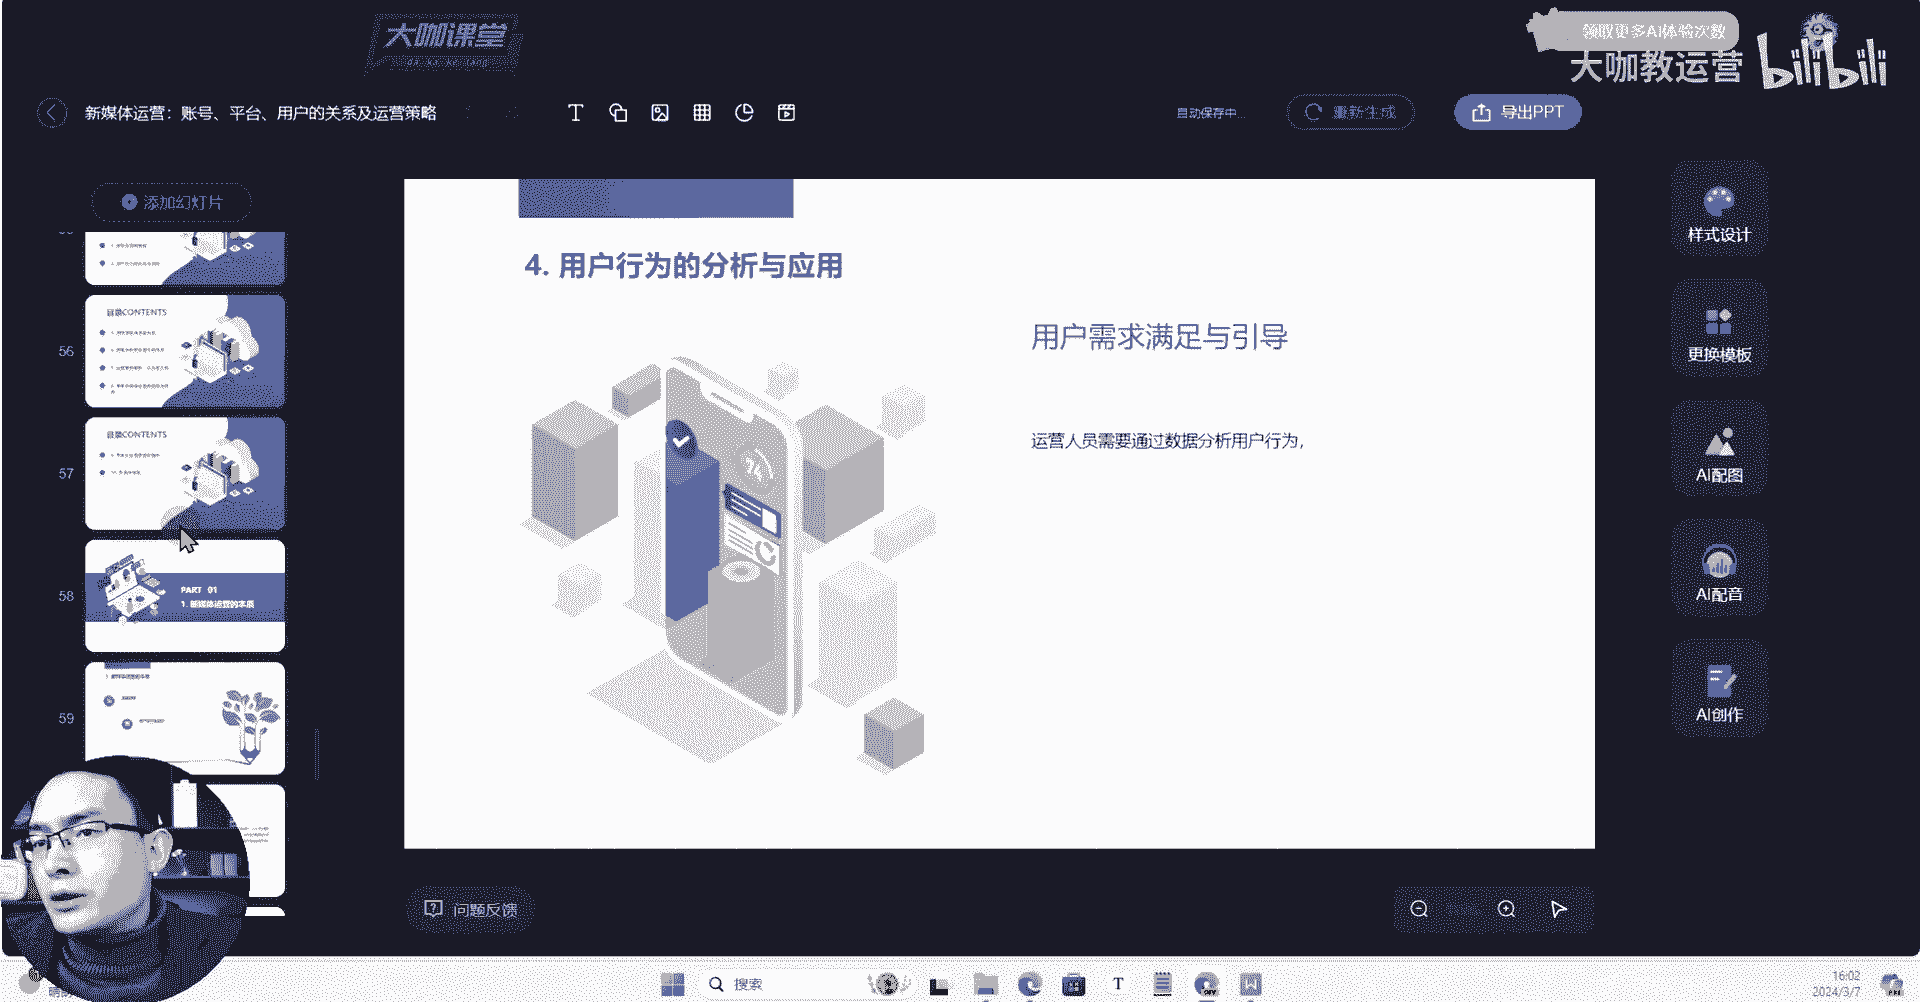 大咖课堂
领取更多AI体验次数
大咖教运营
bilibili
新媒体运营：账号、平台、用户的关系及运营策略
自动保存中...
重新生成
导出PPT
添加幻灯片
目录CONTENTS
56
目录CONTENTS
57
PART 01
1. 新媒体运营的本质
58
59
4. 用户行为的分析与应用
用户需求满足与引导
运营人员需要通过数据分析用户行为，
样式设计
更换模板
AI配图
AI配音
AI创作
问题反馈
搜索
16:02
2024/3/7